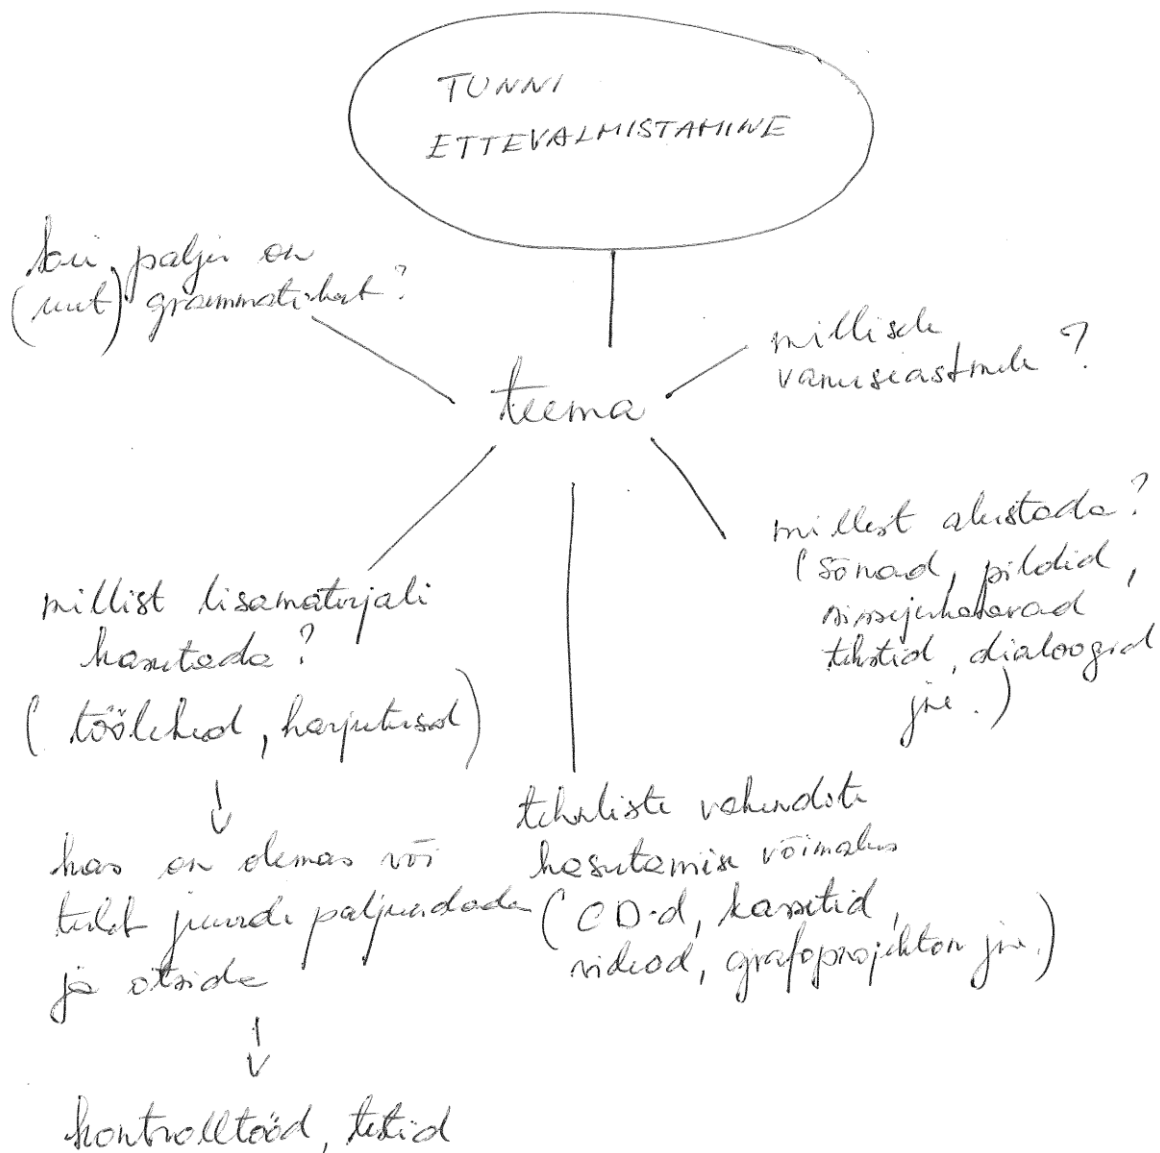 TUNNI
ETTEVALMISTAMINE
kui palju on
(uut) grammatikat?
millisele
vanuseastmele?
teema
millest alustada?
(sõnad, pildid,
sissejuhatavad
tekstid, dialoogid
jne.)
millist lisamaterjali
kasutada?
(töölehed, harjutused)
kas on olemas või
tuleb juurde paljundada
ja otsida
kontrolltööd, testid
tehniliste vahendite
kasutamise võimalus
(CD-d, kassetid,
videod, grafoprojektor jne.)